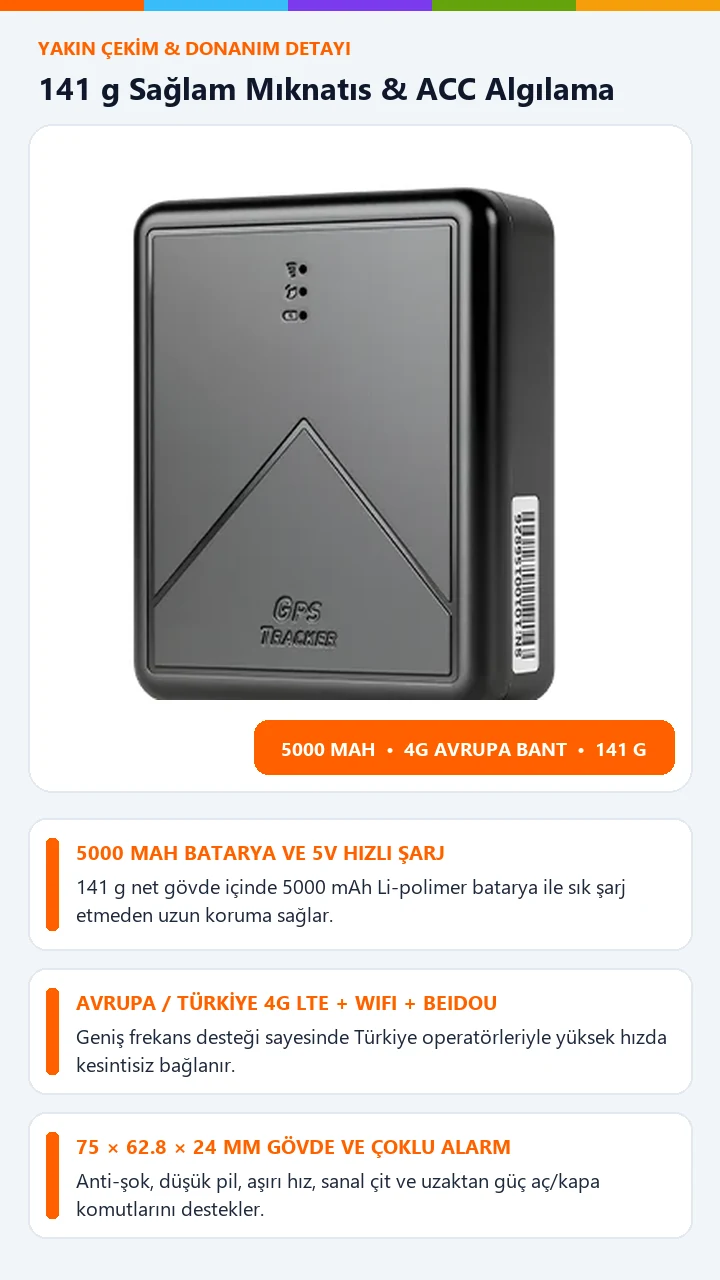 YAKIN ÇEKİM & DONANIM DETAYI
141 g Sağlam Mıknatıs & ACC Algılama
GPS
TRACKER
SN:10100156826
5000 MAH • 4G AVRUPA BANT • 141 G
5000 MAH BATARYA VE 5V HIZLI ŞARJ
141 g net gövde içinde 5000 mAh Li-polimer batarya ile sık şarj
etmeden uzun koruma sağlar.
AVRUPA / TÜRKİYE 4G LTE + WIFI + BEIDOU
Geniş frekans desteği sayesinde Türkiye operatörleriyle yüksek hızda
kesintisiz bağlanır.
75 × 62.8 × 24 MM GÖVDE VE ÇOKLU ALARM
Anti-şok, düşük pil, aşırı hız, sanal çit ve uzaktan güç aç/kapa
komutlarını destekler.